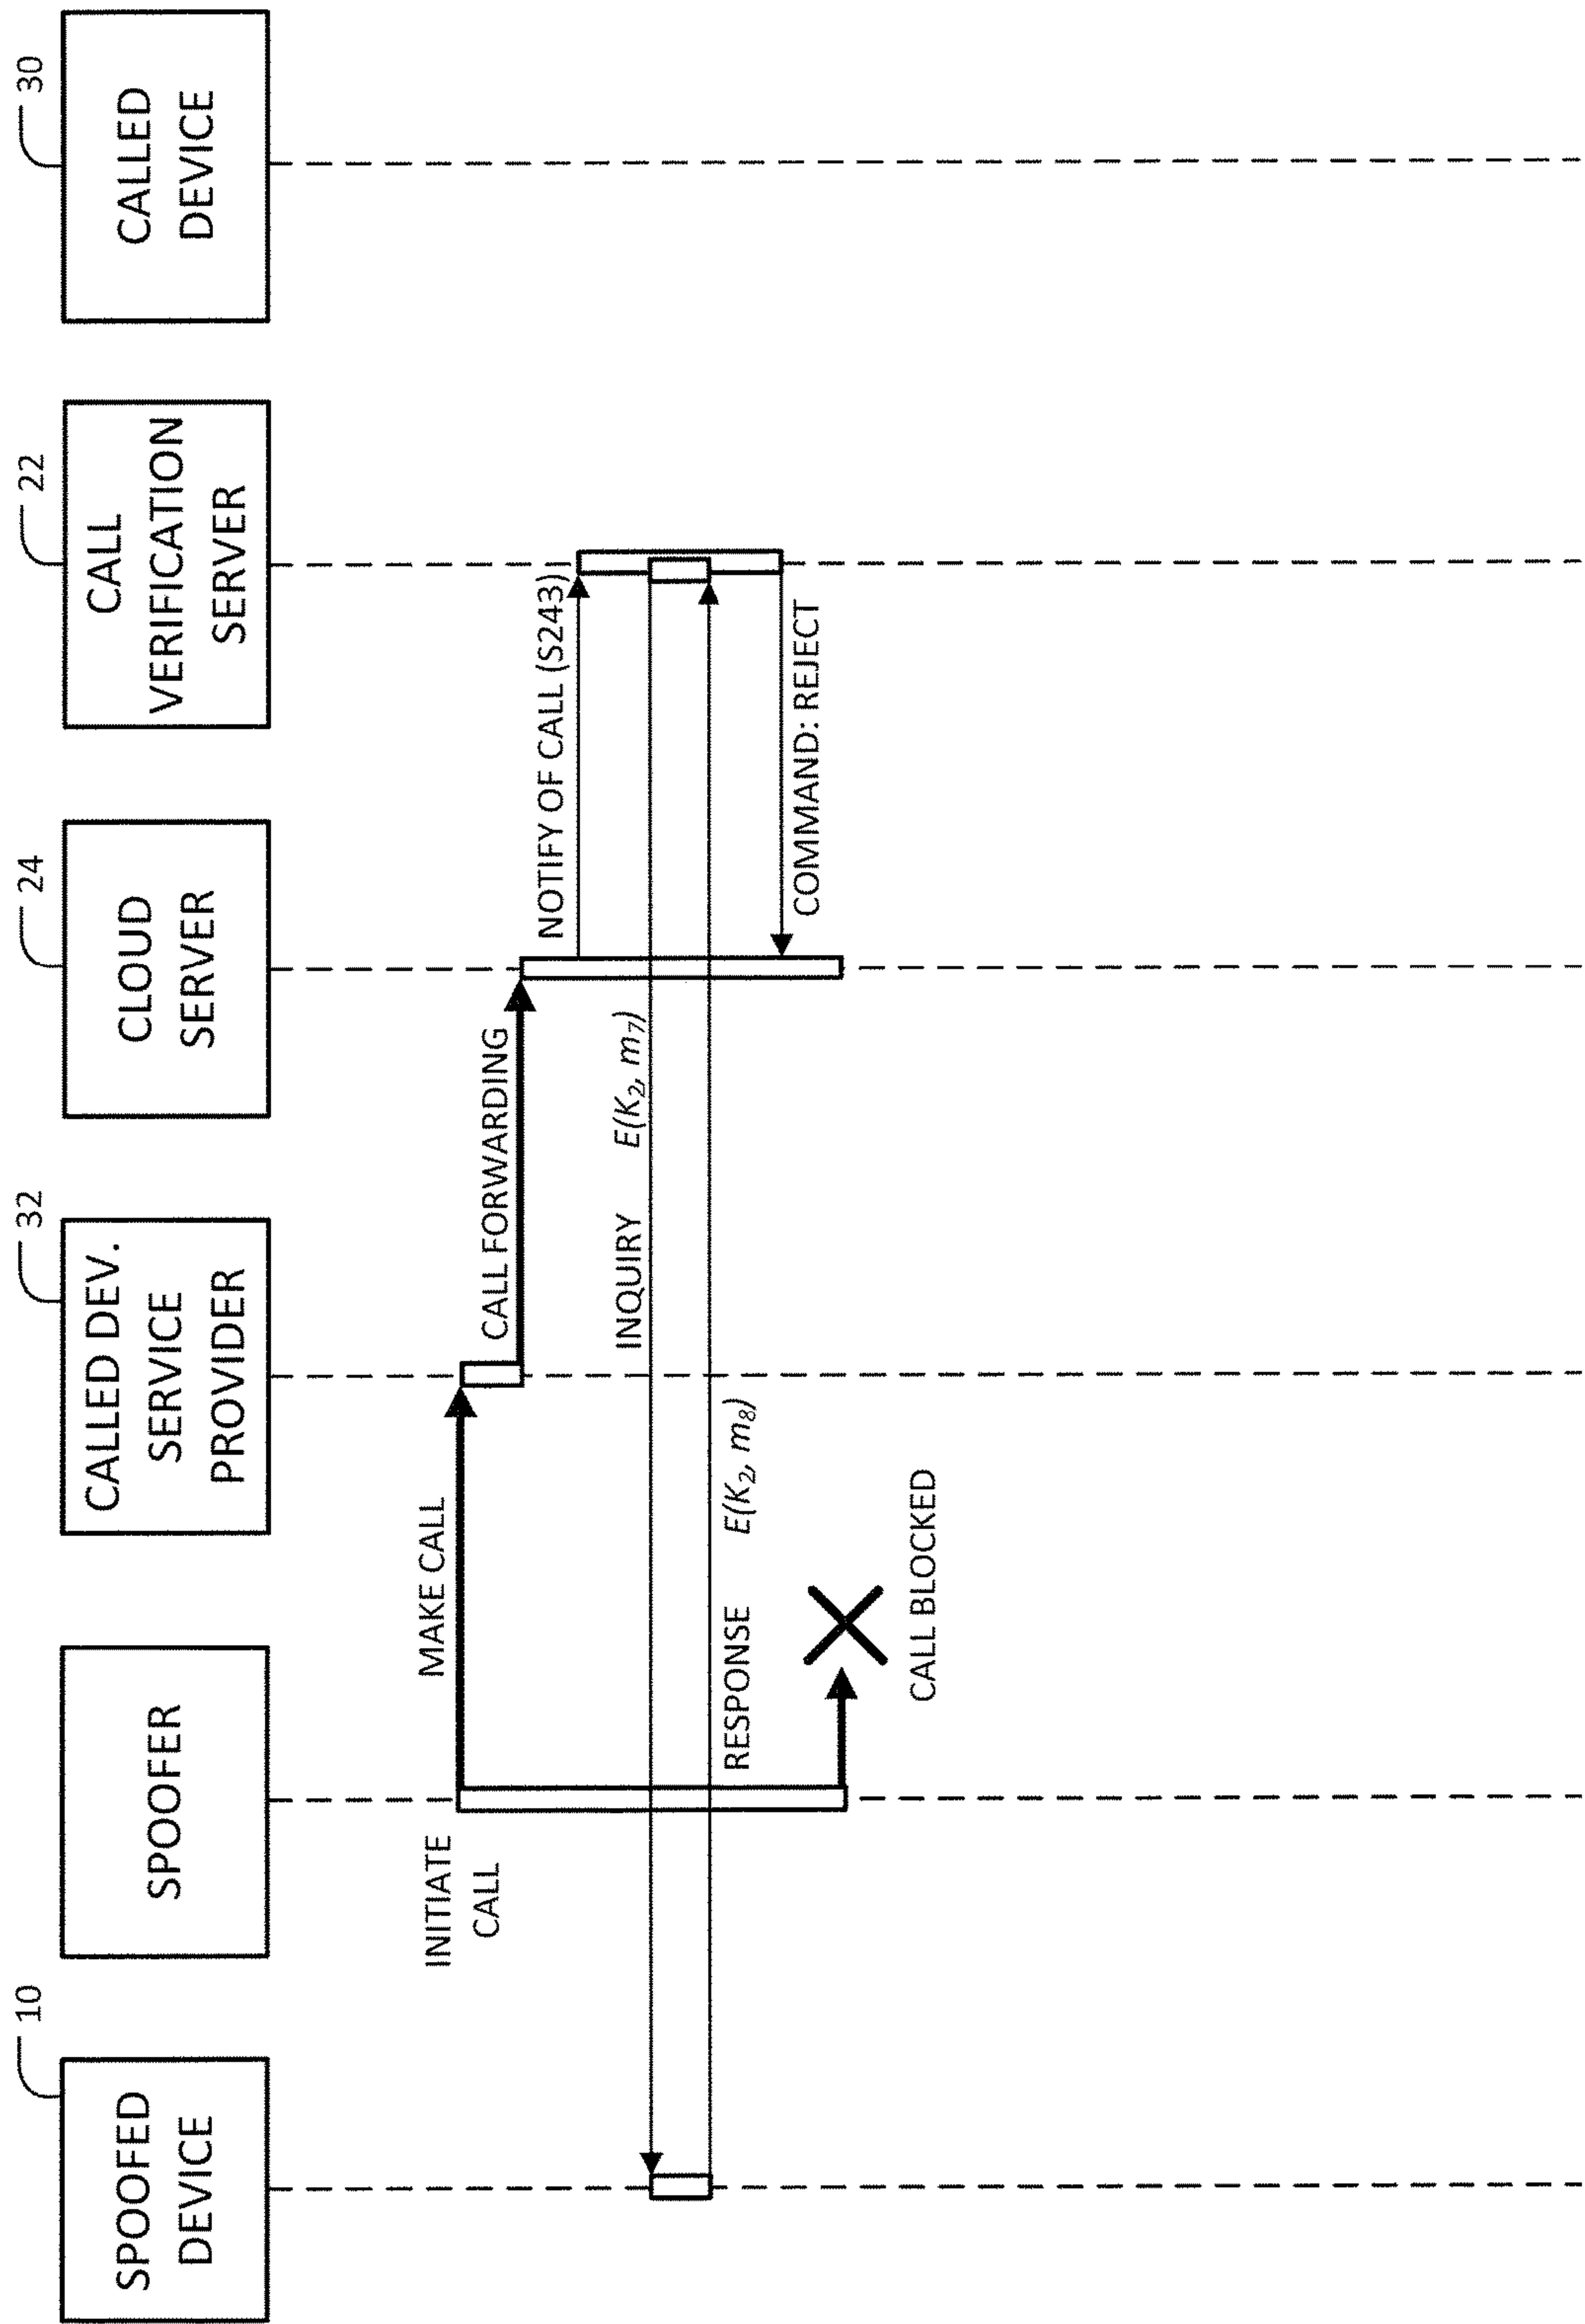 10
SPOOFED
DEVICE
SPOOFER
32
CALLED DEV.
SERVICE
PROVIDER
24
CLOUD
SERVER
22
CALL
VERIFICATION
SERVER
30
CALLED
DEVICE
INITIATE
CALL
MAKE CALL
CALL FORWARDING
NOTIFY OF CALL (S243)
INQUIRY E(K₂, m₇)
RESPONSE E(K₂, m₈)
COMMAND: REJECT
CALL BLOCKED